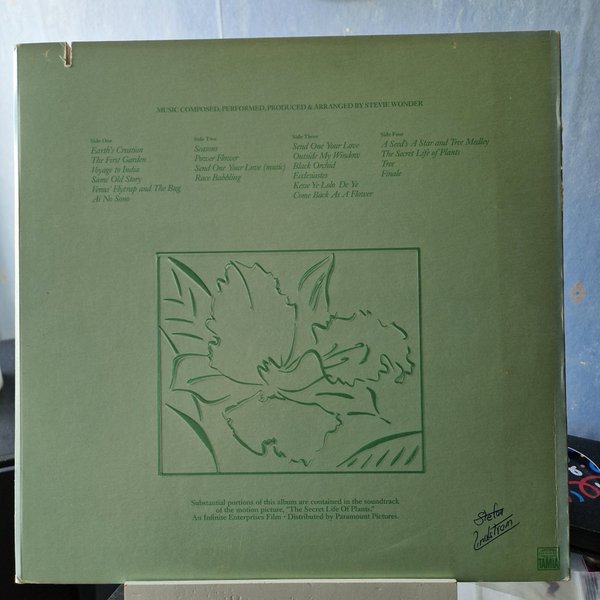 MUSIC COMPOSED, PERFORMED, PRODUCED & ARRANGED BY STEVIE WONDER
Side One
Earth's Creation
The First Garden
Voyage to India
Same Old Story
Venus' Flytrap and The Bug
Ai No Sono
Side Two
Seasons
Power Flower
Send One Your Love (music)
Race Babbling
Side Three
Send One Your Love
Outside My Window
Black Orchid
Ecclesiastes
Kesse Ye Lolo De Ye
Come Back As A Flower
Side Four
A Seed's A Star and Tree Medley
The Secret Life of Plants
Tree
Finale
Substantial portions of this album are contained in the soundtrack
of the motion picture, "The Secret Life Of Plants."
An Infinite Enterprises Film · Distributed by Paramount Pictures.
Stefan
Lindstrom
TAMLA